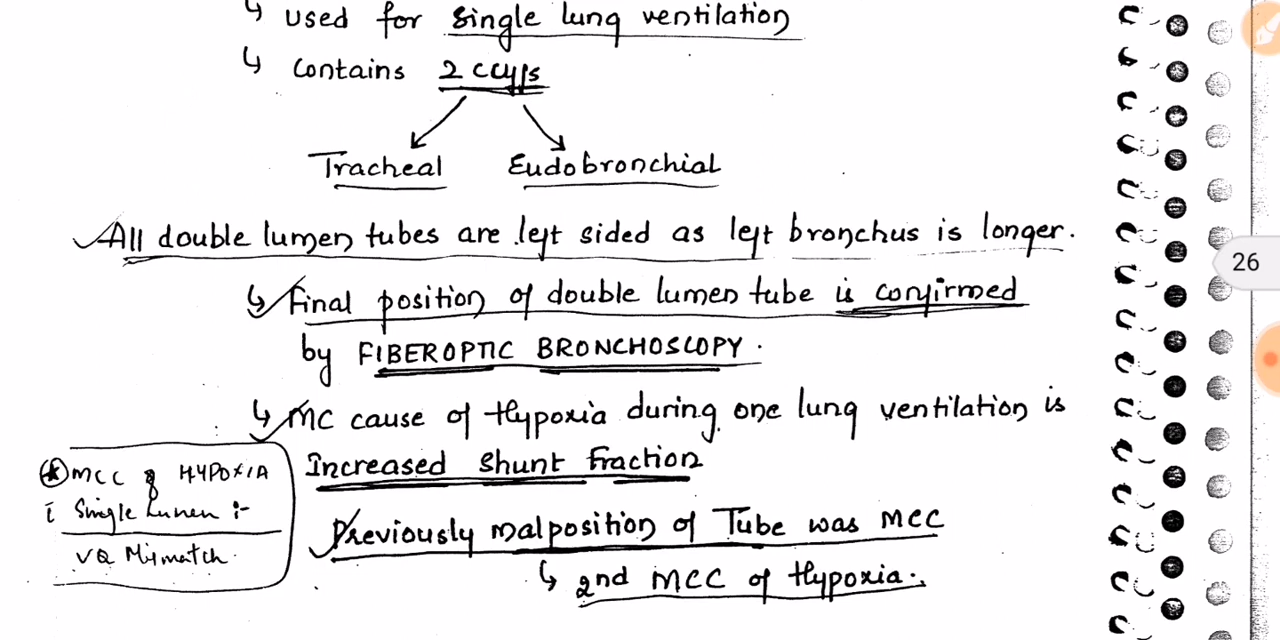 ↳ used for single lung ventilation
↳ contains 2 cuffs
Tracheal Eudobronchial
✓All double lumen tubes are left sided as left bronchus is longer.
↳ Final position of double lumen tube is confirmed
by FIBEROPTIC BRONCHOSCOPY.
↳ MC cause of Hypoxia during one lung ventilation is
Increased Shunt Fraction
Previously malposition of Tube was MCC
↳ 2nd MCC of Hypoxia.
* MCC of HYPOXIA
i Single Lumen :-
VQ Mismatch.
26